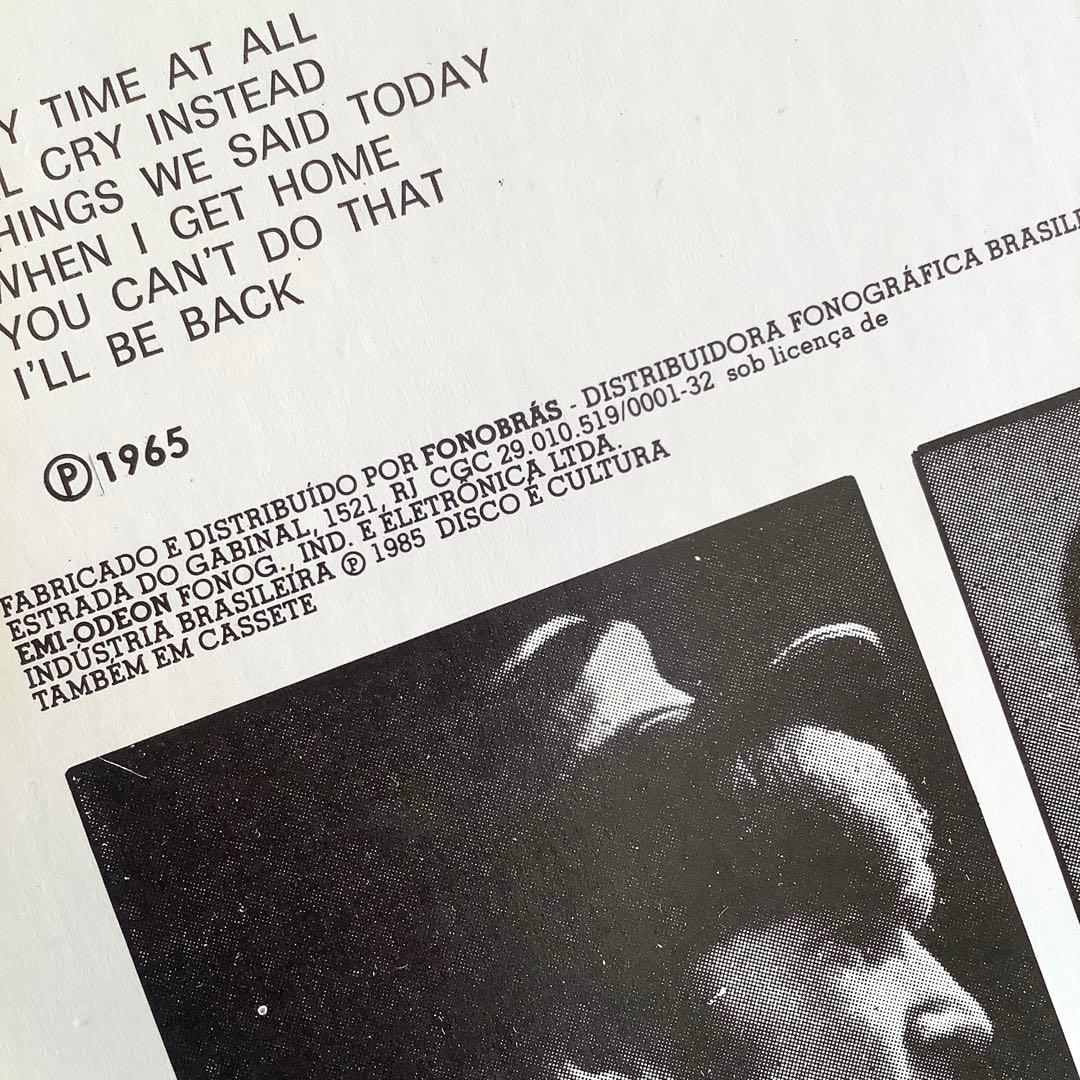 Y TIME AT ALL
L CRY INSTEAD
HINGS WE SAID TODAY
WHEN I GET HOME
YOU CAN'T DO THAT
I'LL BE BACK
Ⓟ 1965
FABRICADO E DISTRIBUÍDO POR FONOBRÁS - DISTRIBUIDORA FONOGRÁFICA BRASILE
ESTRADA DO GABINAL, 1521, RJ CGC 29.010.519/0001-32 sob licença de
EMI-ODEON FONOG., IND. E ELETRÔNICA LTDA.
INDÚSTRIA BRASILEÍRA Ⓟ 1985 DISCO É CULTURA
TAMBÉM EM CASSETE